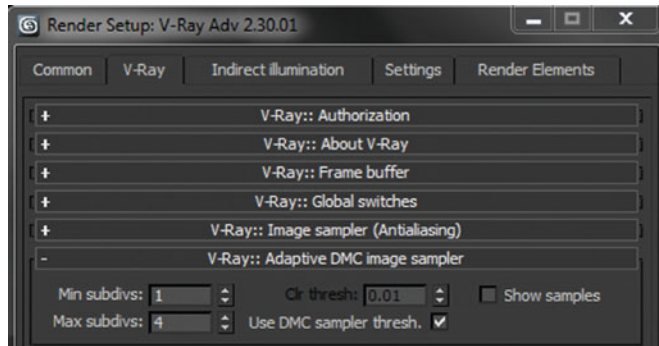 Render Setup: V-Ray Adv 2.30.01
Common V-Ray Indirect illumination Settings Render Elements
+ V-Ray:: Authorization
+ V-Ray:: About V-Ray
+ V-Ray:: Frame buffer
+ V-Ray:: Global switches
+ V-Ray:: Image sampler (Antialiasing)
- V-Ray:: Adaptive DMC image sampler
Min subdivs: 1 Clr thresh: 0.01 Show samples
Max subdivs: 4 Use DMC sampler thresh.